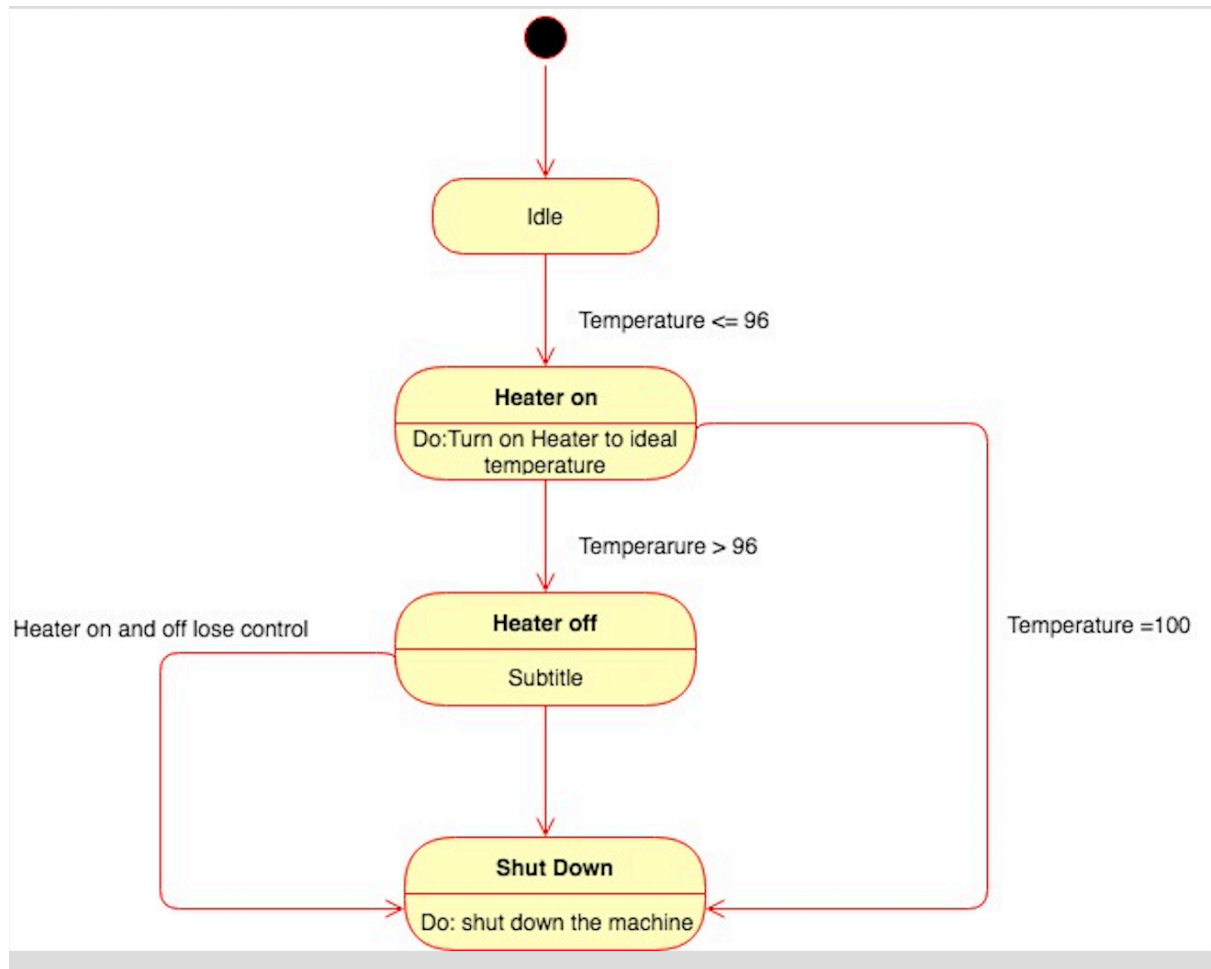 Idle
Temperature <= 96
Heater on
Do:Turn on Heater to ideal
temperature
Temperarure > 96
Heater off
Subtitle
Heater on and off lose control
Temperature =100
Shut Down
Do: shut down the machine